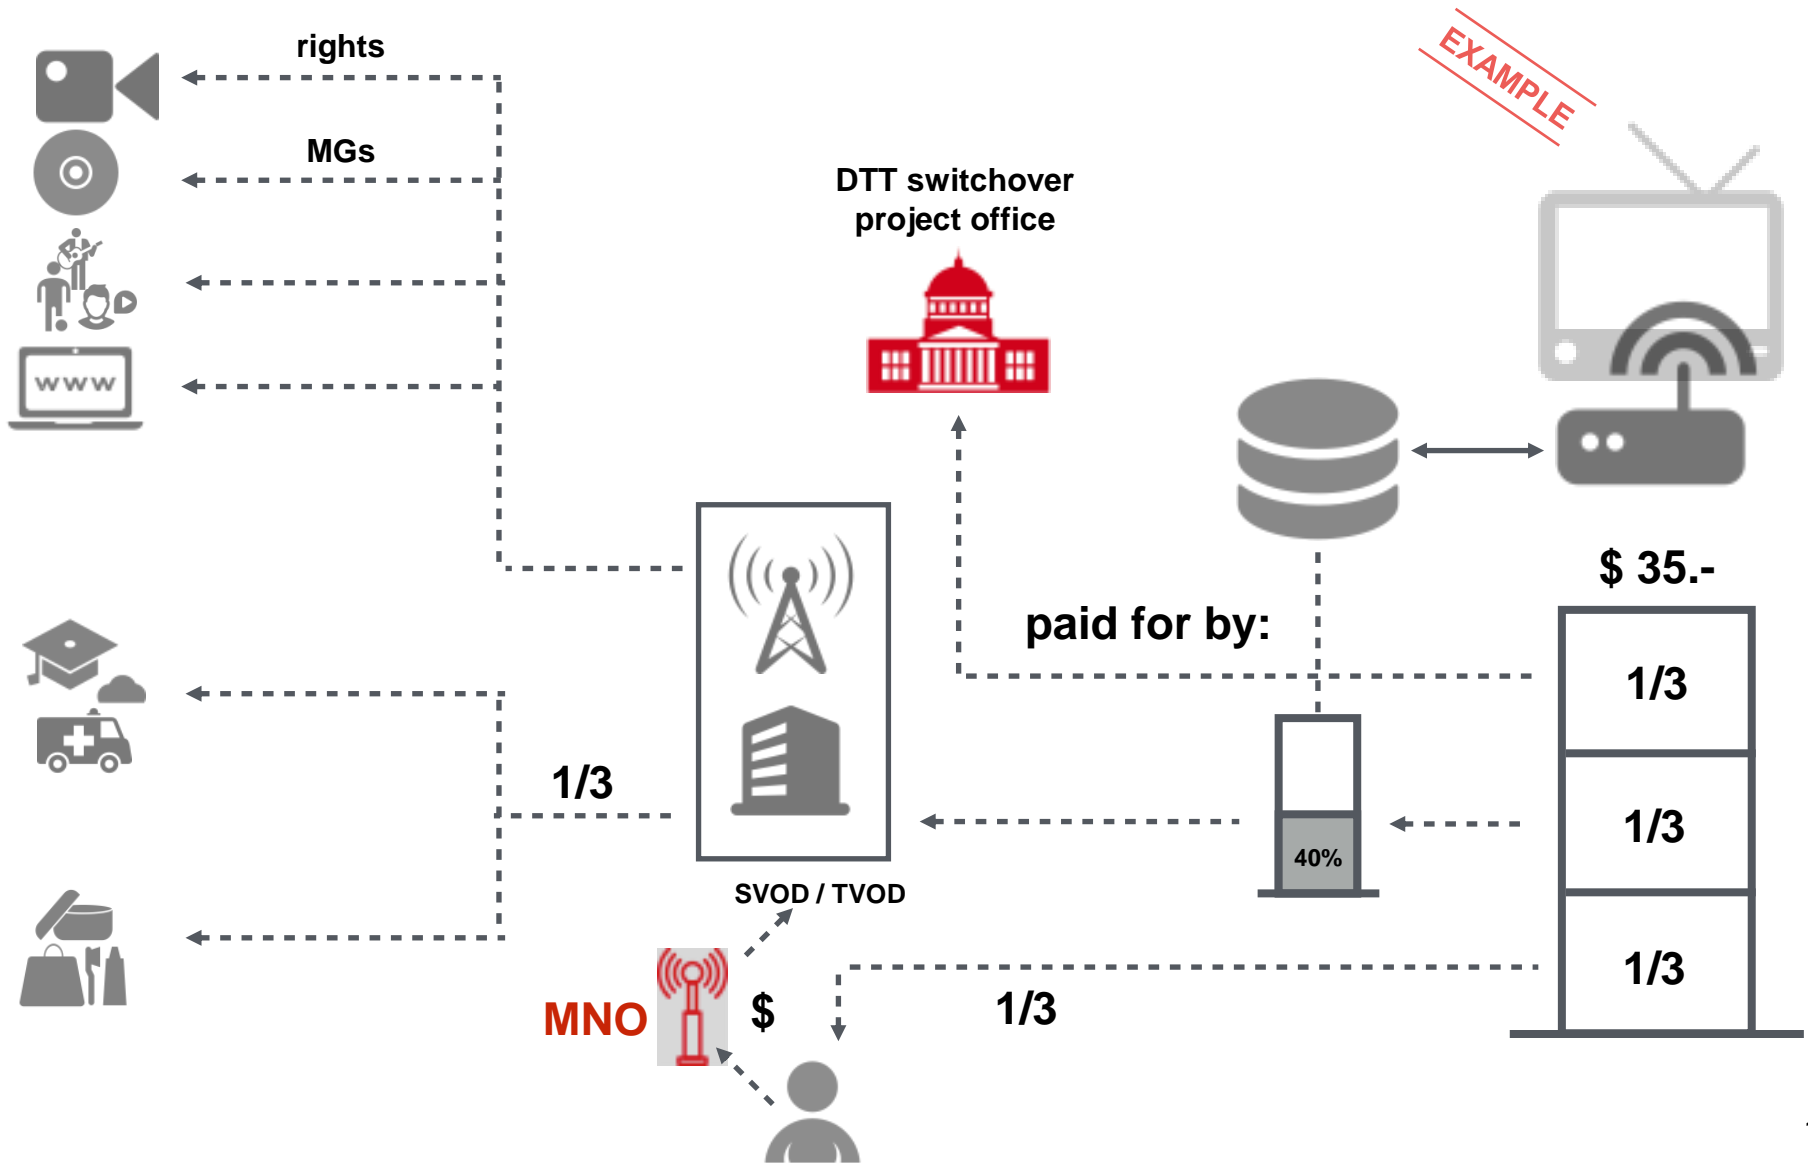 rights
EXAMPLE
MGs
DTT switchover
project office
www
$ 35.-
paid for by:
1/3
1/3
1/3
40%
SVOD / TVOD
1/3
MNO
$
1/3